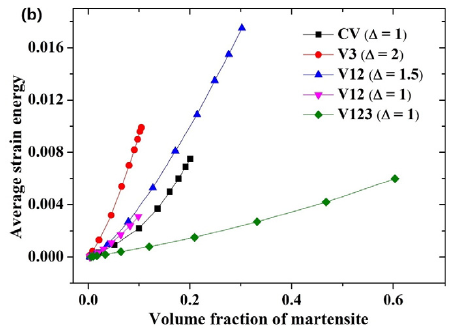 (b)
0.016
0.012
0.008
0.004
0.000
Average strain energy
CV (Δ = 1)
V3 (Δ = 2)
V12 (Δ = 1.5)
V12 (Δ = 1)
V123 (Δ = 1)
0.0 0.2 0.4 0.6
Volume fraction of martensite